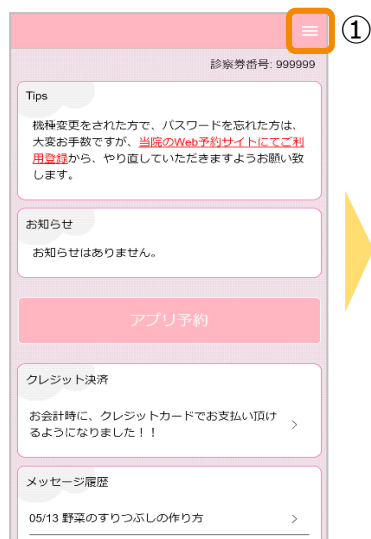 ①
診察券番号: 999999
Tips
機種変更をされた方で、パスワードを忘れた方は、
大変お手数ですが、当院のWeb予約サイトにてご利
用登録から、やり直していただきますようお願い致
します。
お知らせ
お知らせはありません。
アプリ予約
クレジット決済
お会計時に、クレジットカードでお支払い頂け
るようになりました！！
メッセージ履歴
05/13 野菜のすりつぶしの作り方